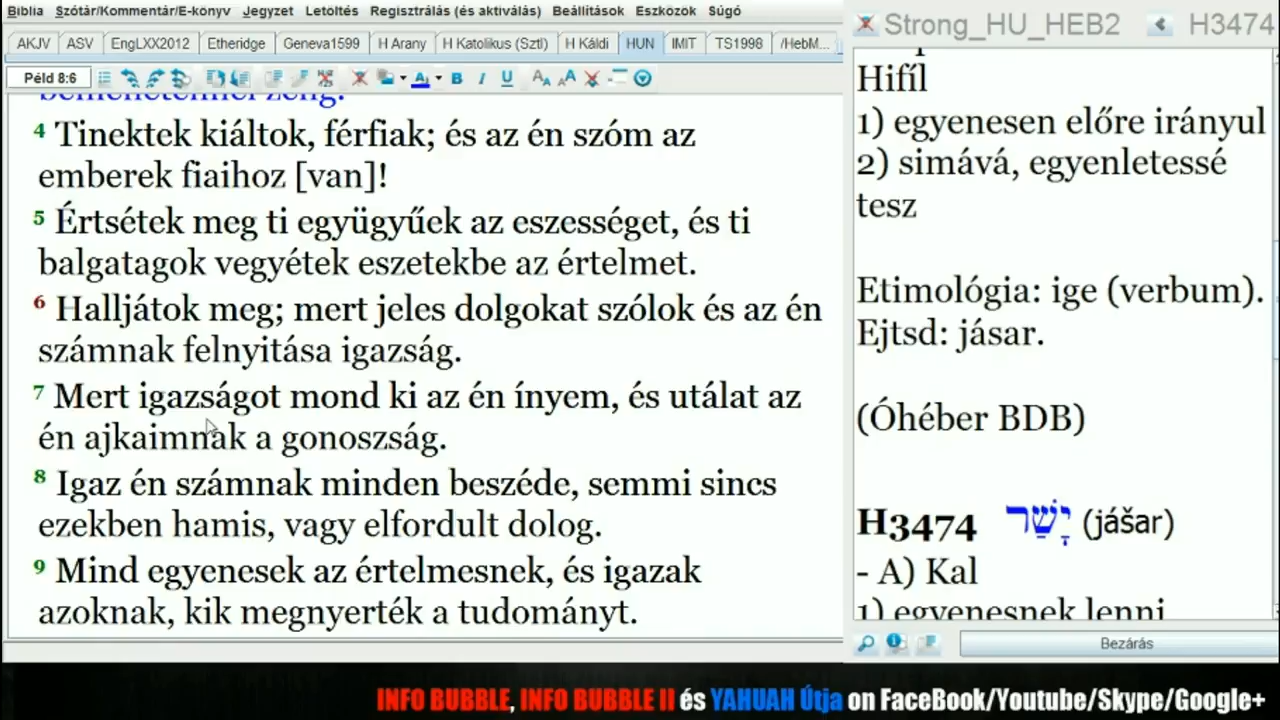 Biblia Szótár/Kommentár/E-könyv Jegyzet Letöltés Regisztrálás (és aktiválás) Beállítások Eszközök Súgó
AKJV ASV EngLXX2012 Etheridge Geneva1599 H Arany H Katolikus (SztI) H Káldi HUN IMIT TS1998 /HebM...
Péld 8:6
bemenetelnél zeng:
4 Tinektek kiáltok, férfiak; és az én szóm az
emberek fiaihoz [van]!
5 Értsétek meg ti együgyűek az eszességet, és ti
balgatagok vegyétek eszetekbe az értelmet.
6 Halljátok meg; mert jeles dolgokat szólok és az én
számnak felnyitása igazság.
7 Mert igazságot mond ki az én ínyem, és utálat az
én ajkaimnak a gonoszság.
8 Igaz én számnak minden beszéde, semmi sincs
ezekben hamis, vagy elfordult dolog.
9 Mind egyenesek az értelmesnek, és igazak
azoknak, kik megnyerték a tudományt.
Strong_HU_HEB2 H3474
Hifíl
1) egyenesen előre irányul
2) simává, egyenletessé
tesz
Etimológia: ige (verbum).
Ejtsd: jásar.
(Óhéber BDB)
H3474 יָשַׁר (jášar)
- A) Kal
1) egyenesnek lenni
Bezárás
INFO BUBBLE, INFO BUBBLE II és YAHUAH Útja on FaceBook/Youtube/Skype/Google+